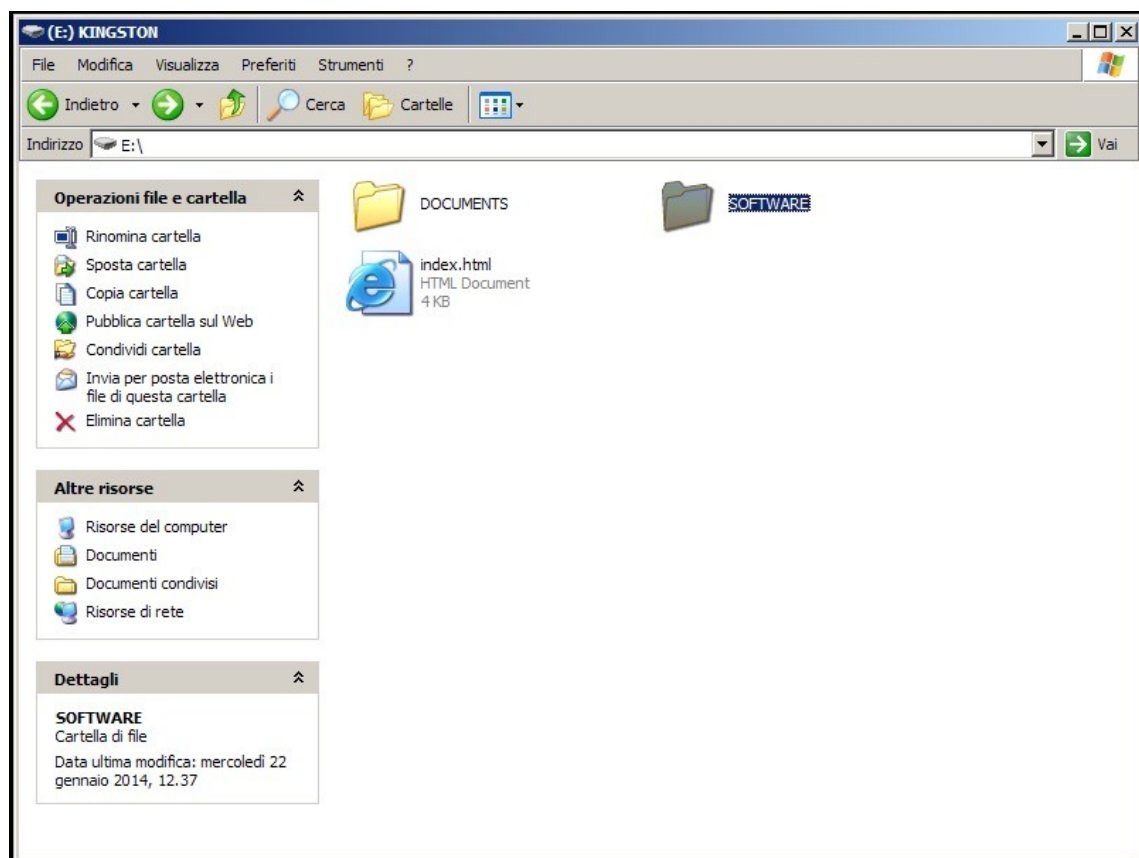 (E:) KINGSTON
File Modifica Visualizza Preferiti Strumenti ?
Indietro Cerca Cartelle
Indirizzo E:\ Vai
Operazioni file e cartella
Rinomina cartella
Sposta cartella
Copia cartella
Pubblica cartella sul Web
Condividi cartella
Invia per posta elettronica i
file di questa cartella
Elimina cartella
Altre risorse
Risorse del computer
Documenti
Documenti condivisi
Risorse di rete
Dettagli
SOFTWARE
Cartella di file
Data ultima modifica: mercoledì 22
gennaio 2014, 12.37
DOCUMENTS
SOFTWARE
index.html
HTML Document
4 KB